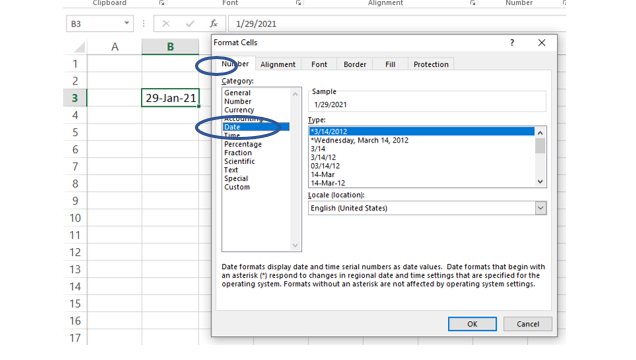 Clipboard Font Alignment Number
B3 fx 1/29/2021
A B
Format Cells ?
1 Number Alignment Font Border Fill Protection
2 Category:
General
Number
Currency
Accounting
Date
Time
Percentage
Fraction
Scientific
Text
Special
Custom
Sample
1/29/2021
Type:
*3/14/2012
*Wednesday, March 14, 2012
3/14
3/14/12
03/14/12
14-Mar
14-Mar-12
Locale (location):
English (United States)
3 29-Jan-21
4
5
6
7
8
9
10
11
12
13
14
15
16
17
Date formats display date and time serial numbers as date values. Date formats that begin with
an asterisk (*) respond to changes in regional date and time settings that are specified for the
operating system. Formats without an asterisk are not affected by operating system settings.
OK Cancel